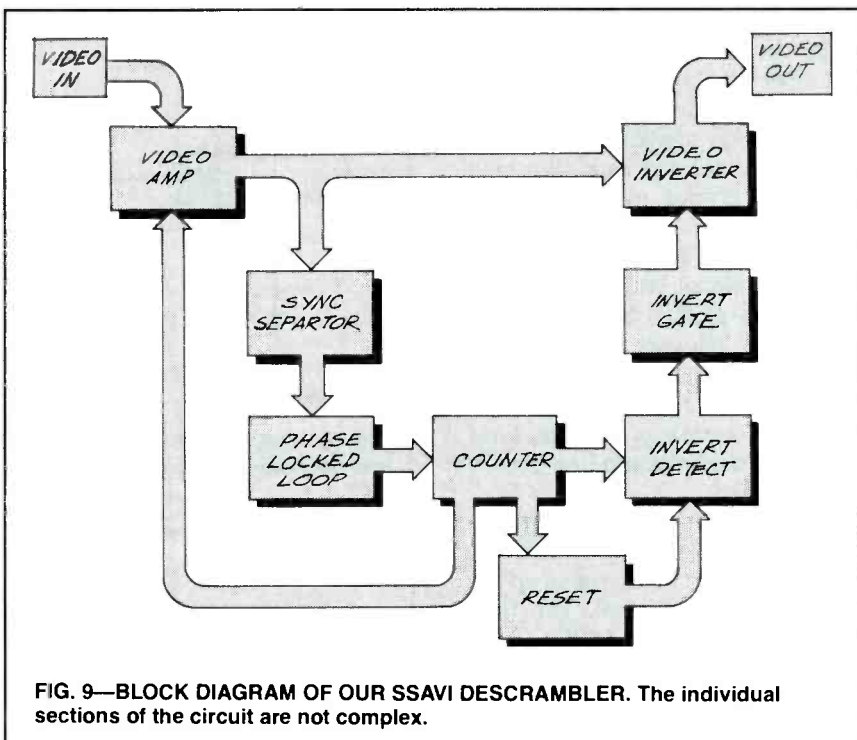 VIDEO
IN
VIDEO
OUT
VIDEO
AMP
VIDEO
INVERTER
SYNC
SEPARTOR
INVERT
GATE
PHASE
LOCKED
LOOP
COUNTER
INVERT
DETECT
RESET
FIG. 9—BLOCK DIAGRAM OF OUR SSAVI DESCRAMBLER. The individual
sections of the circuit are not complex.